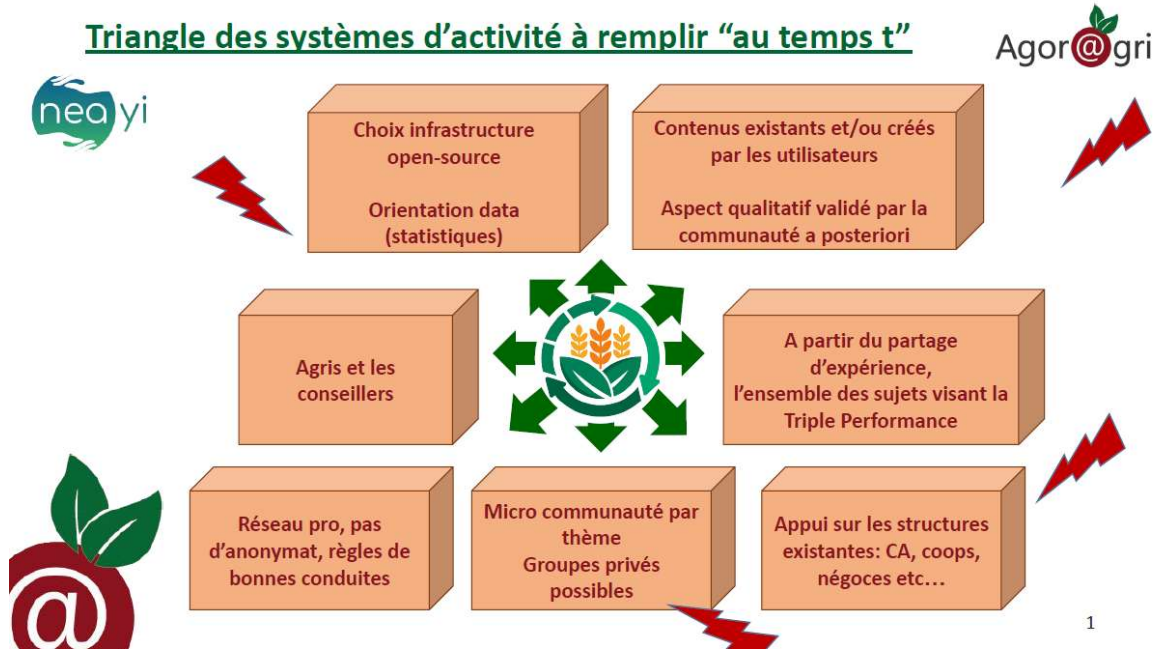 Triangle des systèmes d’activité à remplir “au temps t”
Agor@gri
neayi
Choix infrastructure
open-source
Orientation data
(statistiques)
Contenus existants et/ou créés
par les utilisateurs
Aspect qualitatif validé par la
communauté a posteriori
Agris et les
conseillers
A partir du partage
d’expérience,
l’ensemble des sujets visant la
Triple Performance
Réseau pro, pas
d’anonymat, règles de
bonnes conduites
Micro communauté par
thème
Groupes privés
possibles
Appui sur les structures
existantes: CA, coops,
négoces etc…
@
1